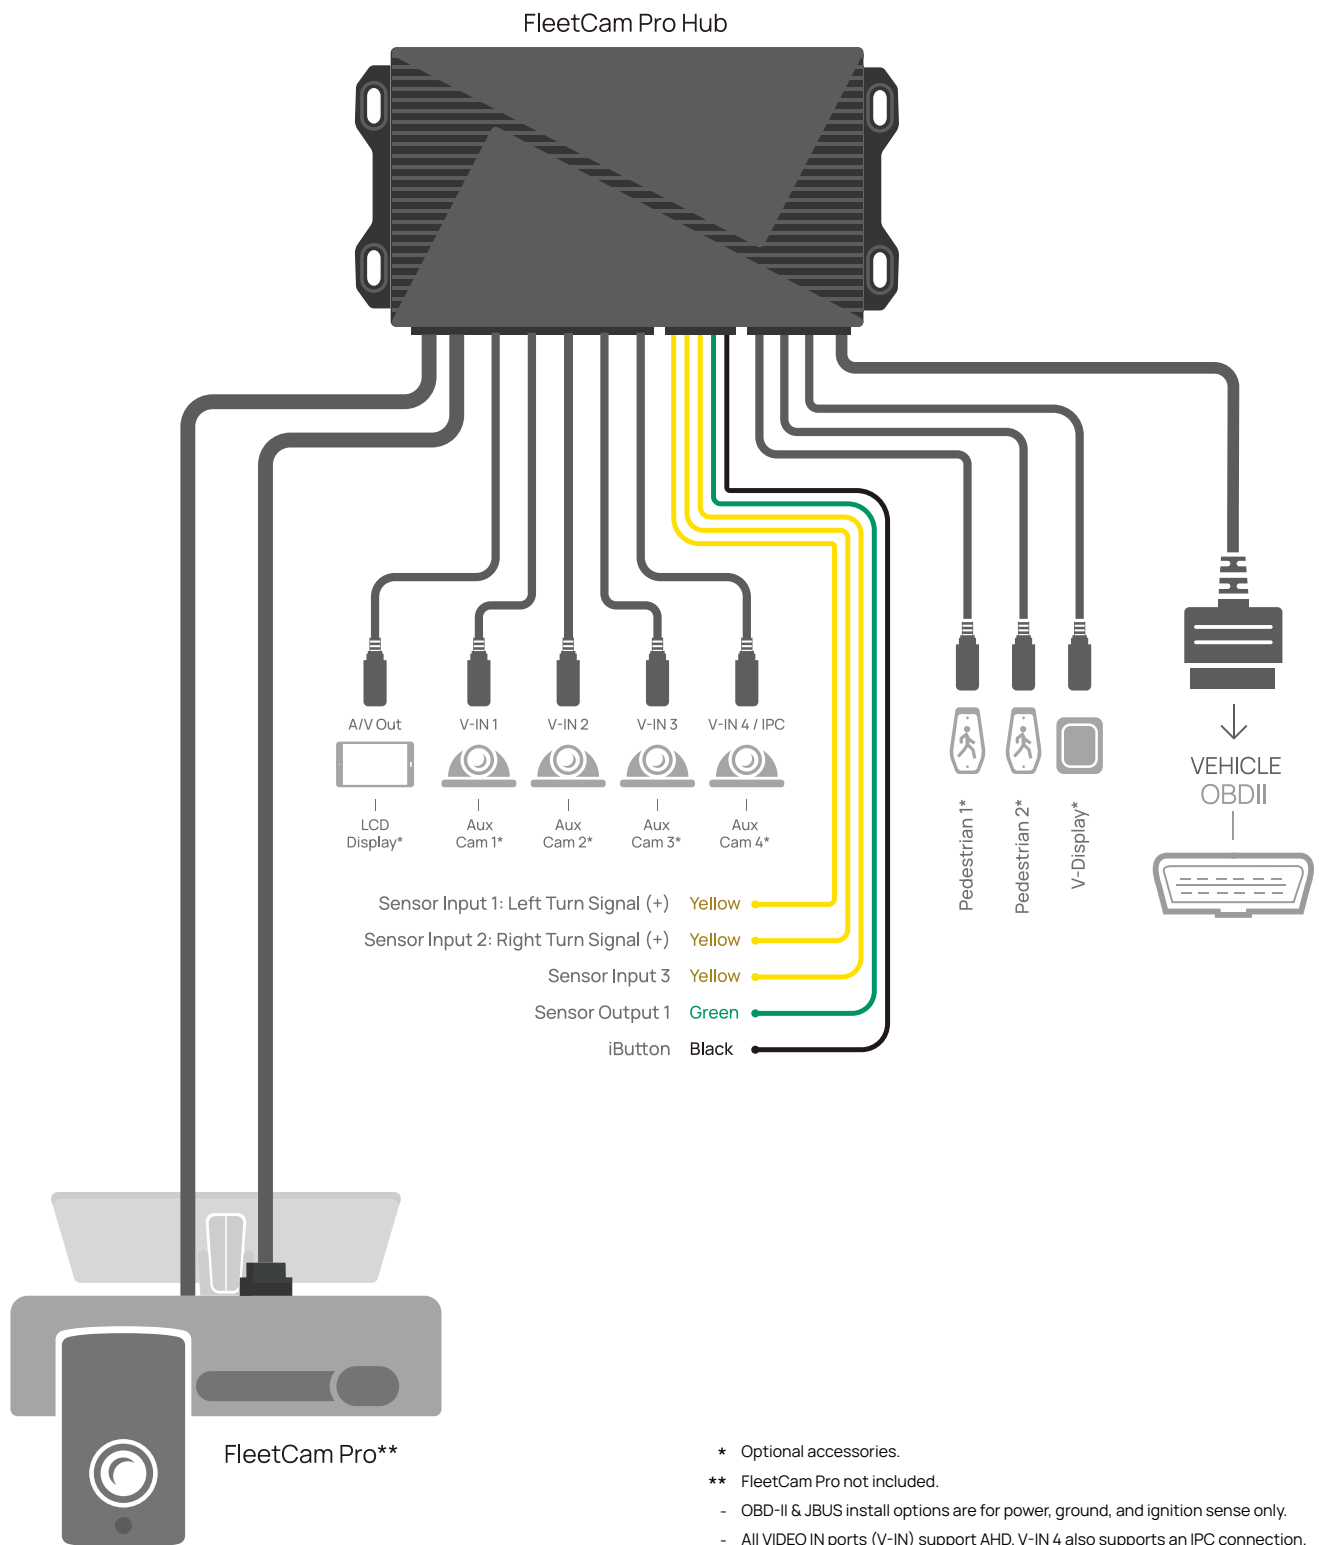 FleetCam Pro Hub
A/V Out
V-IN 1
V-IN 2
V-IN 3
V-IN 4 / IPC
LCD
Display*
Aux
Cam 1*
Aux
Cam 2*
Aux
Cam 3*
Aux
Cam 4*
Pedestrian 1*
Pedestrian 2*
V-Display*
VEHICLE
OBDII
Sensor Input 1: Left Turn Signal (+) Yellow
Sensor Input 2: Right Turn Signal (+) Yellow
Sensor Input 3 Yellow
Sensor Output 1 Green
iButton Black
FleetCam Pro**
* Optional accessories.
** FleetCam Pro not included.
- OBD-II & JBUS install options are for power, ground, and ignition sense only.
- All VIDEO IN ports (V-IN) support AHD. V-IN 4 also supports an IPC connection.